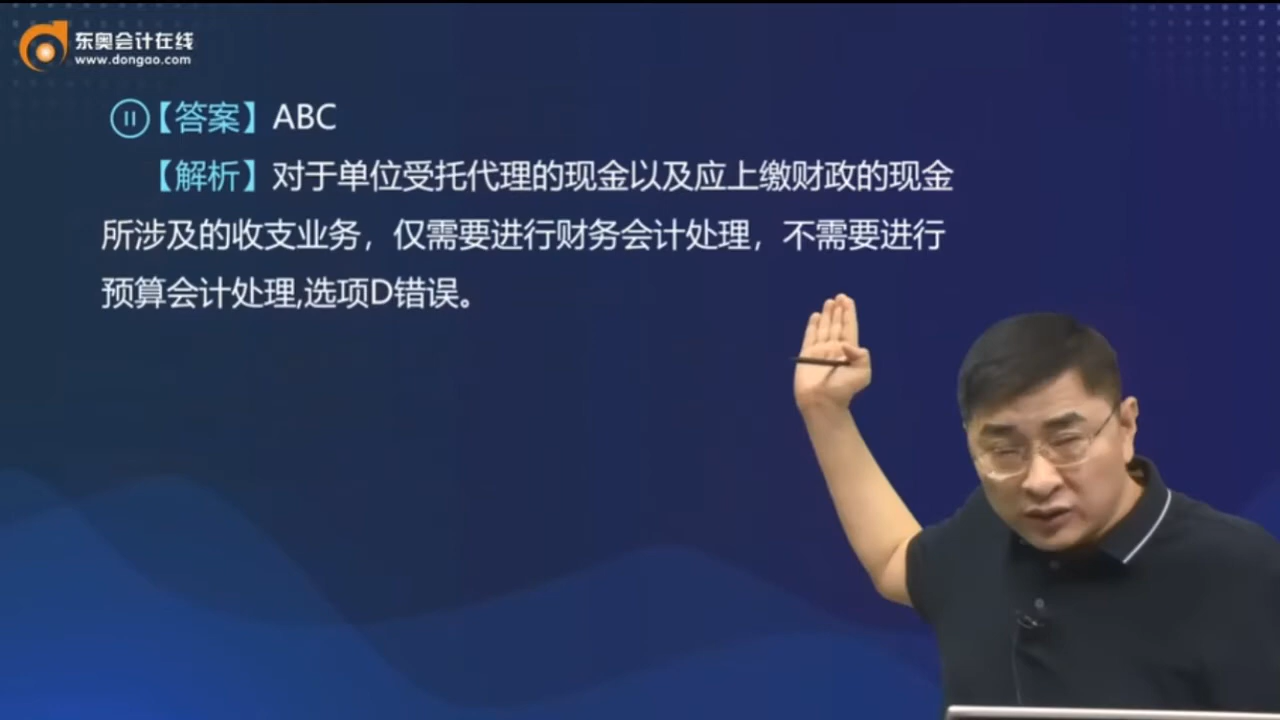 东奥会计在线
www.dongao.com
【答案】ABC
【解析】对于单位受托代理的现金以及应上缴财政的现金
所涉及的收支业务，仅需要进行财务会计处理，不需要进行
预算会计处理,选项D错误。